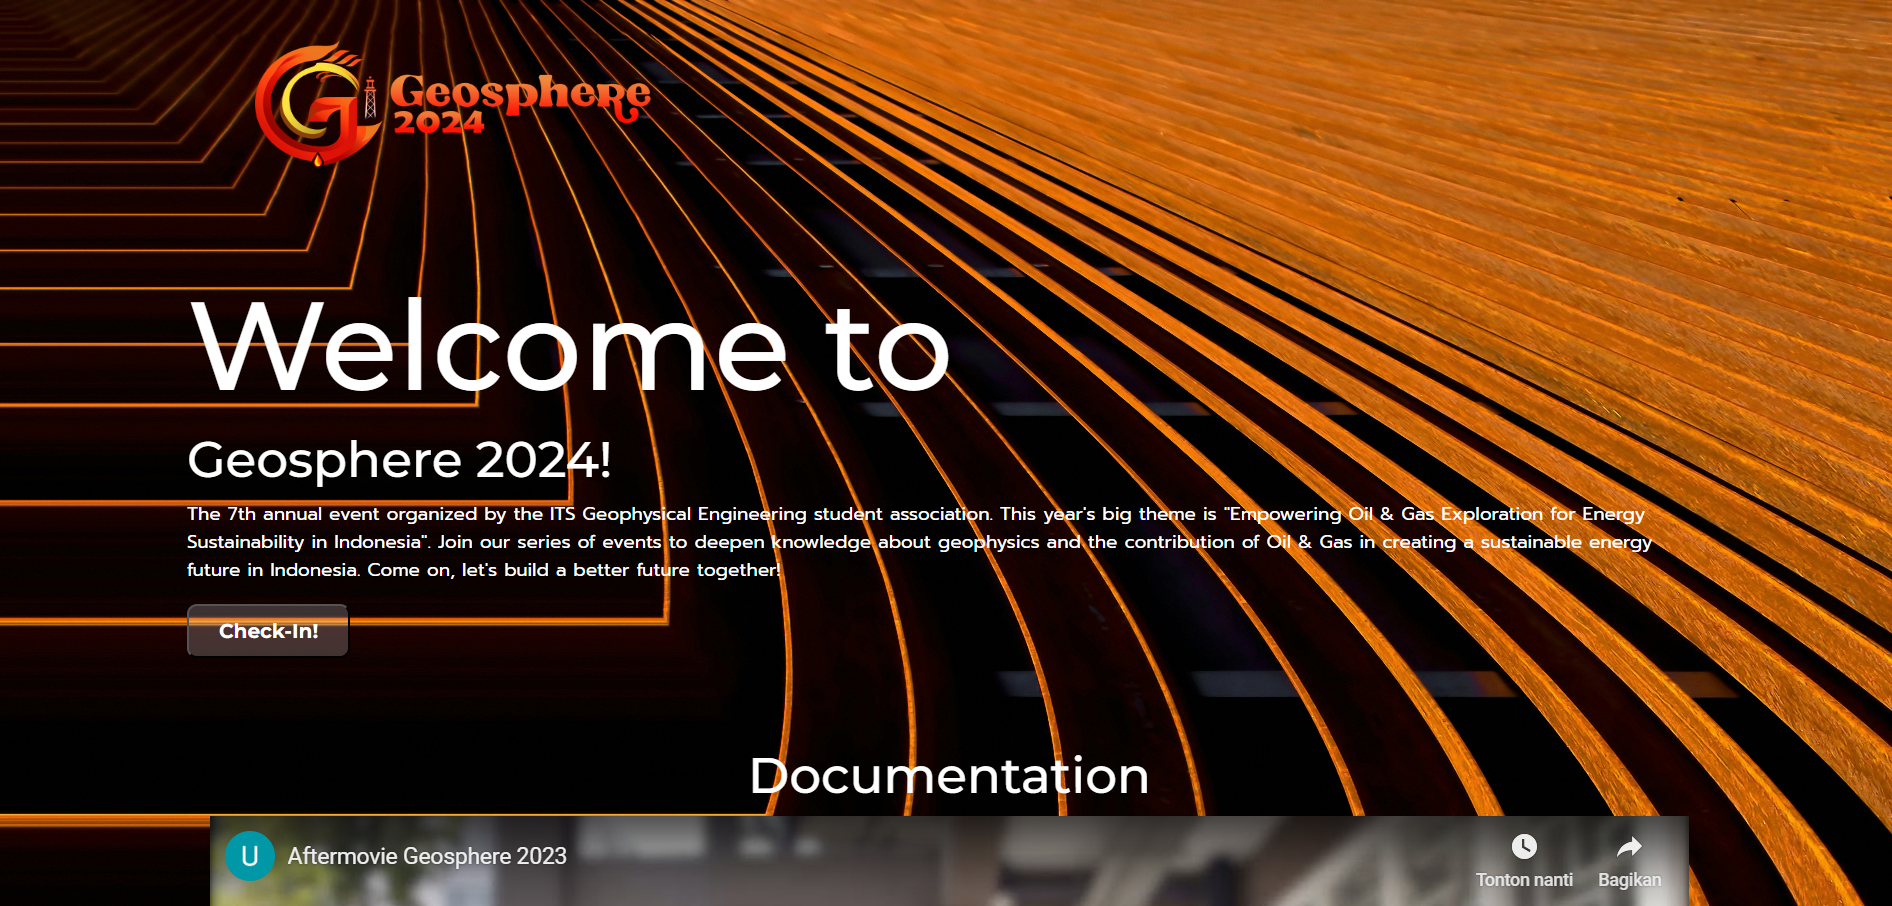 Geosphere
2024
Welcome to
Geosphere 2024!
The 7th annual event organized by the ITS Geophysical Engineering student association. This year's big theme is "Empowering Oil & Gas Exploration for Energy
Sustainability in Indonesia". Join our series of events to deepen knowledge about geophysics and the contribution of Oil & Gas in creating a sustainable energy
future in Indonesia. Come on, let's build a better future together!
Check-In!
Documentation
U Aftermovie Geosphere 2023
Tonton nanti Bagikan